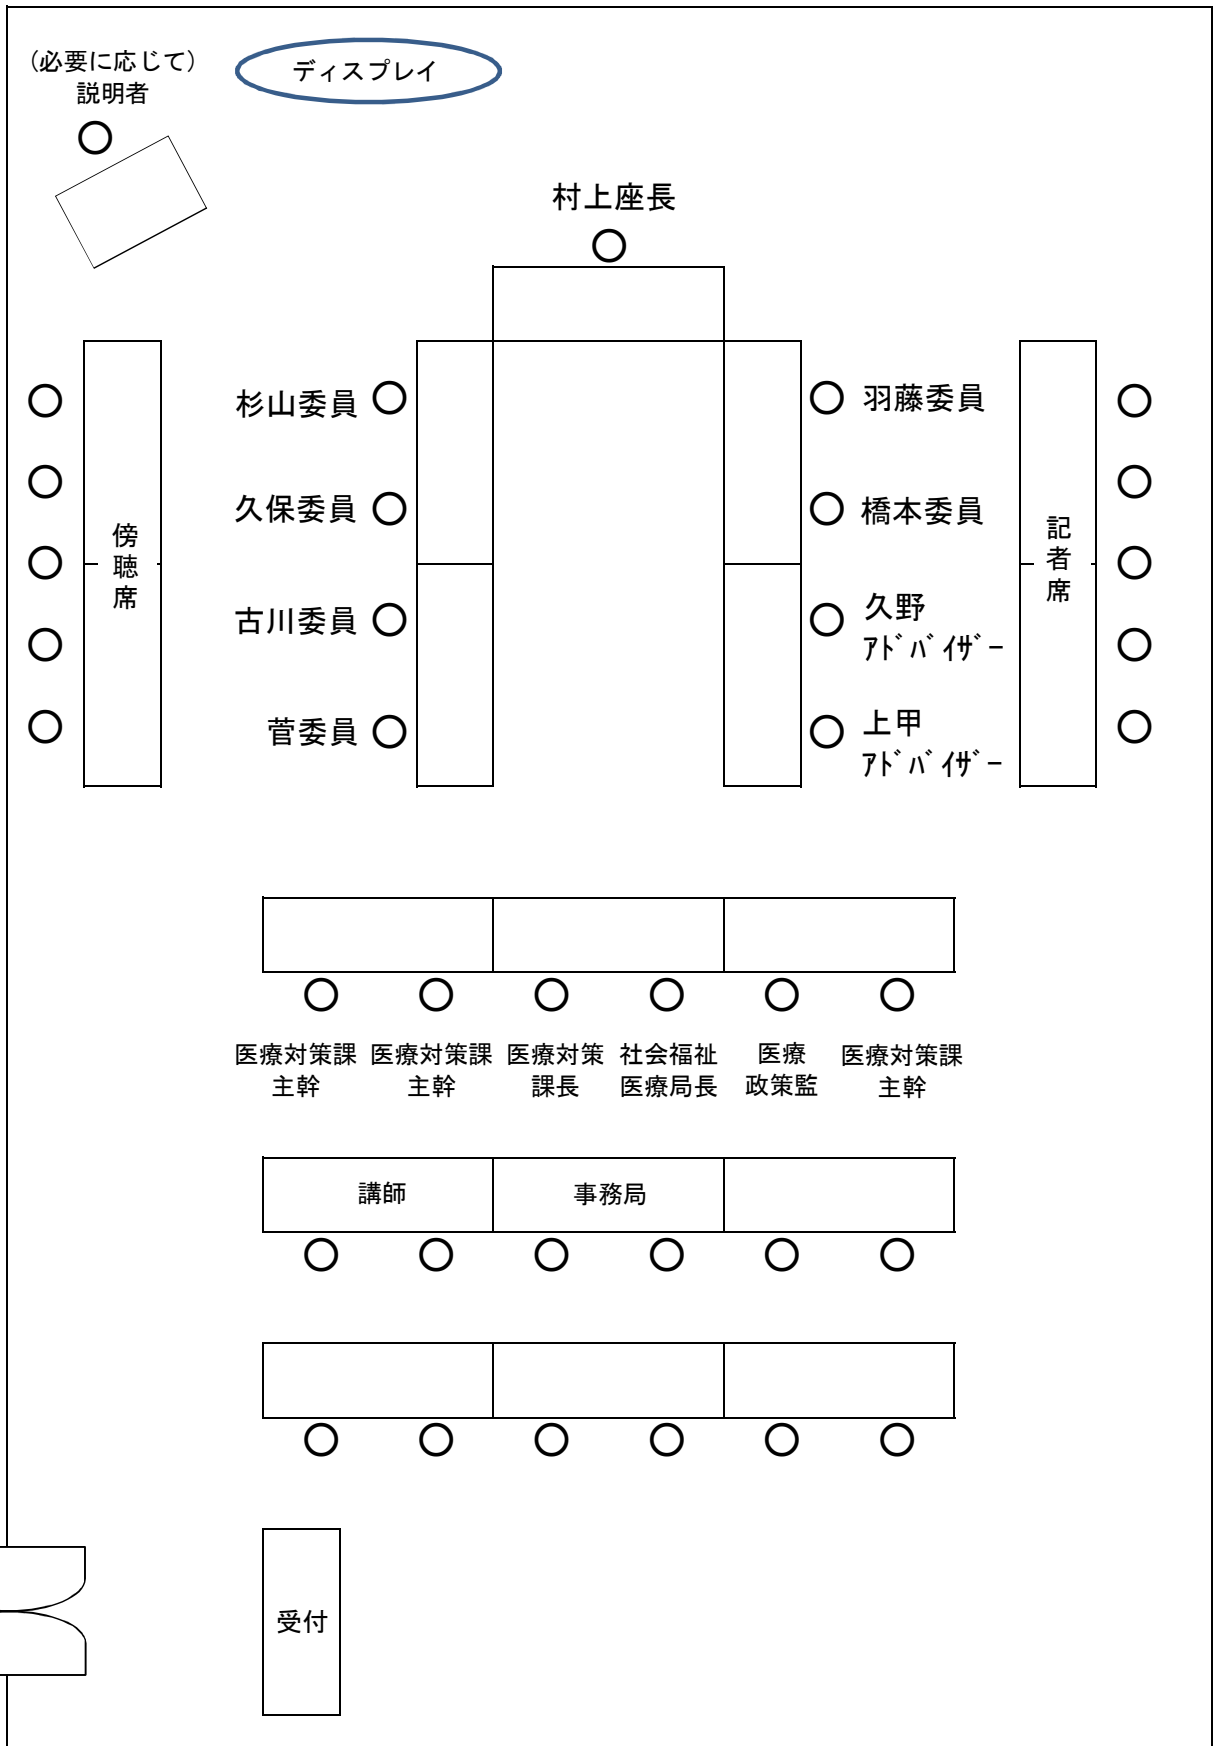 （必要に応じて）
説明者
ディスプレイ
村上座長
杉山委員
久保委員
古川委員
菅委員
羽藤委員
橋本委員
久野
ｱﾄﾞﾊﾞｲｻﾞｰ
上甲
ｱﾄﾞﾊﾞｲｻﾞｰ
傍聴席
記者席
医療対策課
主幹
医療対策課
主幹
医療対策
課長
社会福祉
医療局長
医療
政策監
医療対策課
主幹
講師
事務局
受付